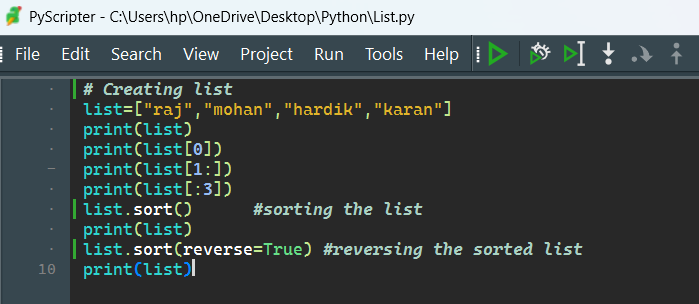 PyScripter - C:\Users\hp\OneDrive\Desktop\Python\List.py
File Edit Search View Project Run Tools Help
# Creating list
list=["raj","mohan","hardik","karan"]
print(list)
print(list[0])
print(list[1:])
print(list[:3])
list.sort()      #sorting the list
print(list)
list.sort(reverse=True) #reversing the sorted list
10 print(list)